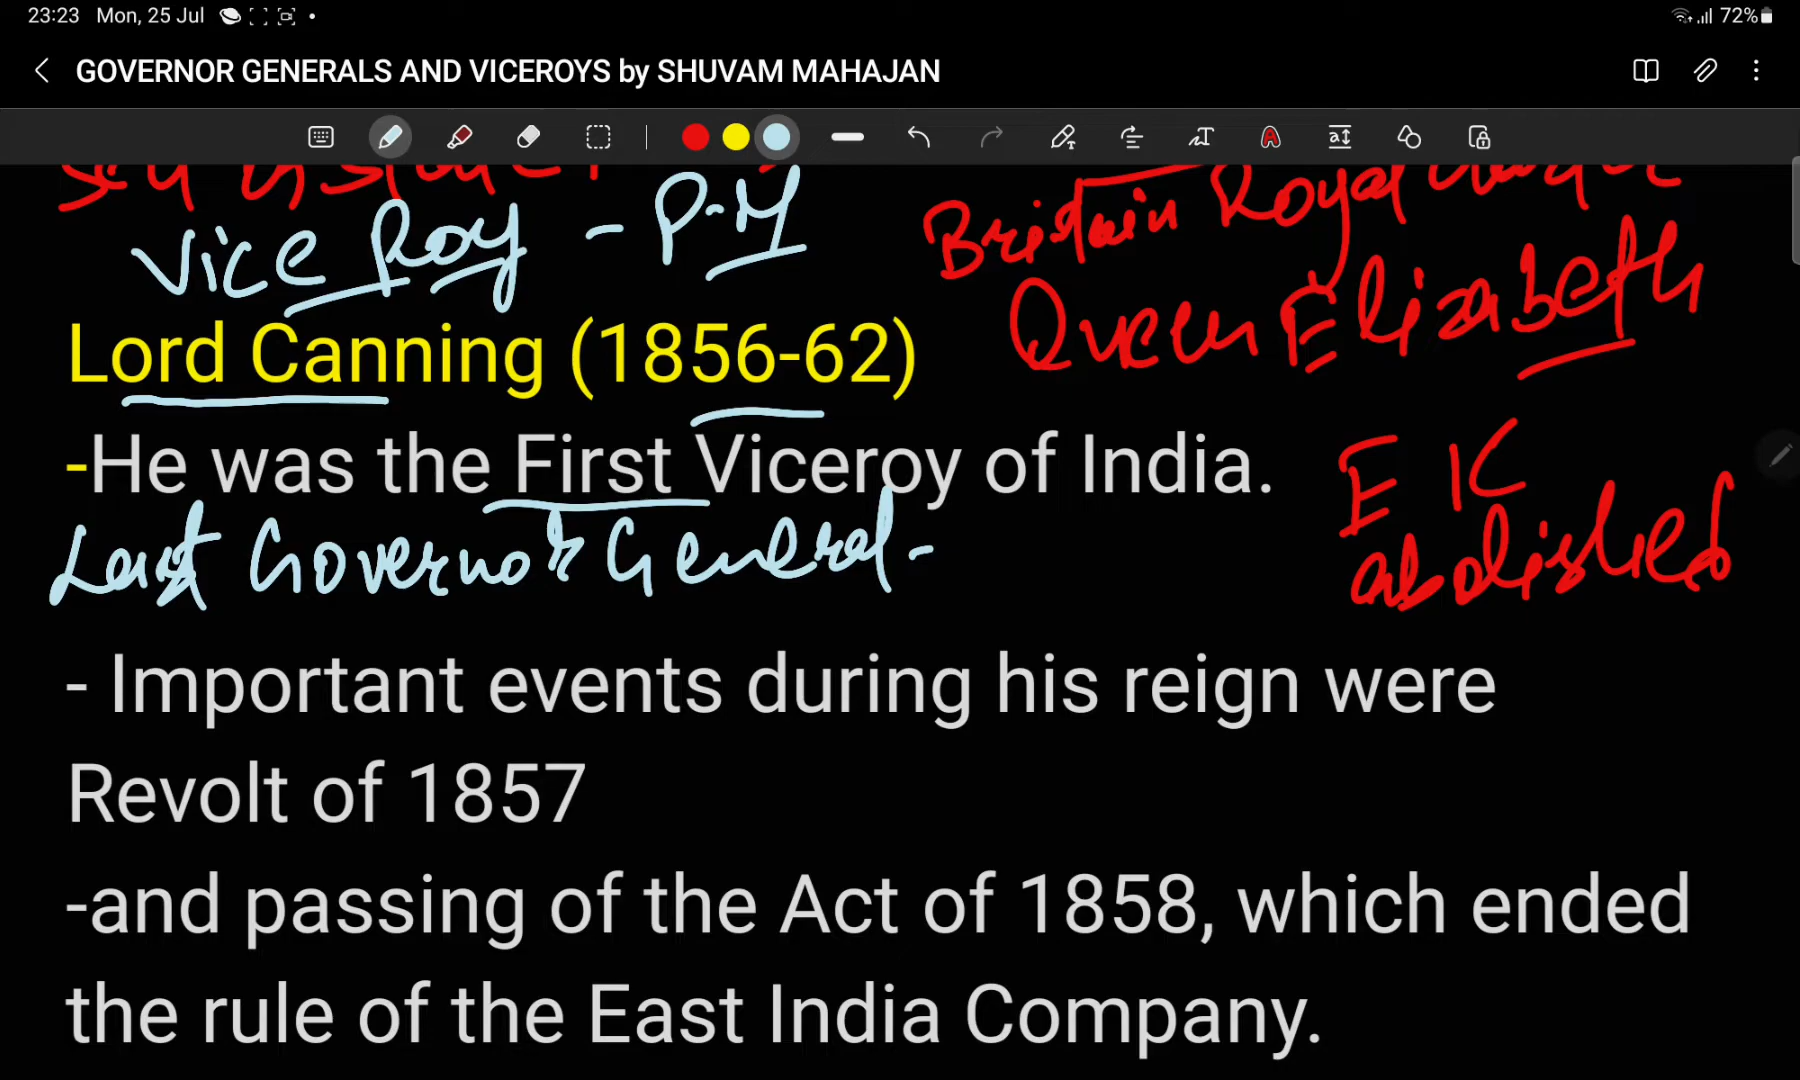 23:23 Mon, 25 Jul
72%
GOVERNOR GENERALS AND VICEROYS by SHUVAM MAHAJAN
Vice Roy - P.M
Britain Royal
Queen Elizabeth
Lord Canning (1856-62)
-He was the First Viceroy of India.
EIC
abolished
Last Governor General -
- Important events during his reign were
Revolt of 1857
-and passing of the Act of 1858, which ended
the rule of the East India Company.